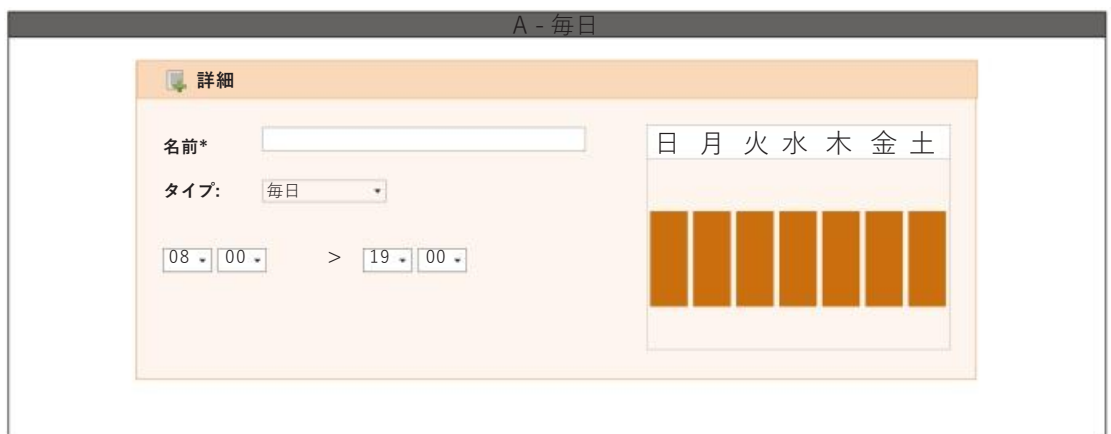 A - 毎日
詳細
名前*
日 月 火 水 木 金 土
タイプ: 毎日
08 00 > 19 00